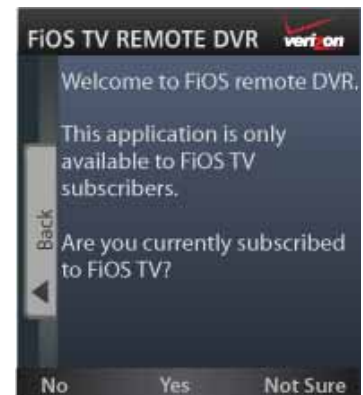 FiOS TV REMOTE DVR verizon
Welcome to FiOS remote DVR.
This application is only
available to FiOS TV
subscribers.
Back
Are you currently subscribed
to FiOS TV?
No Yes Not Sure